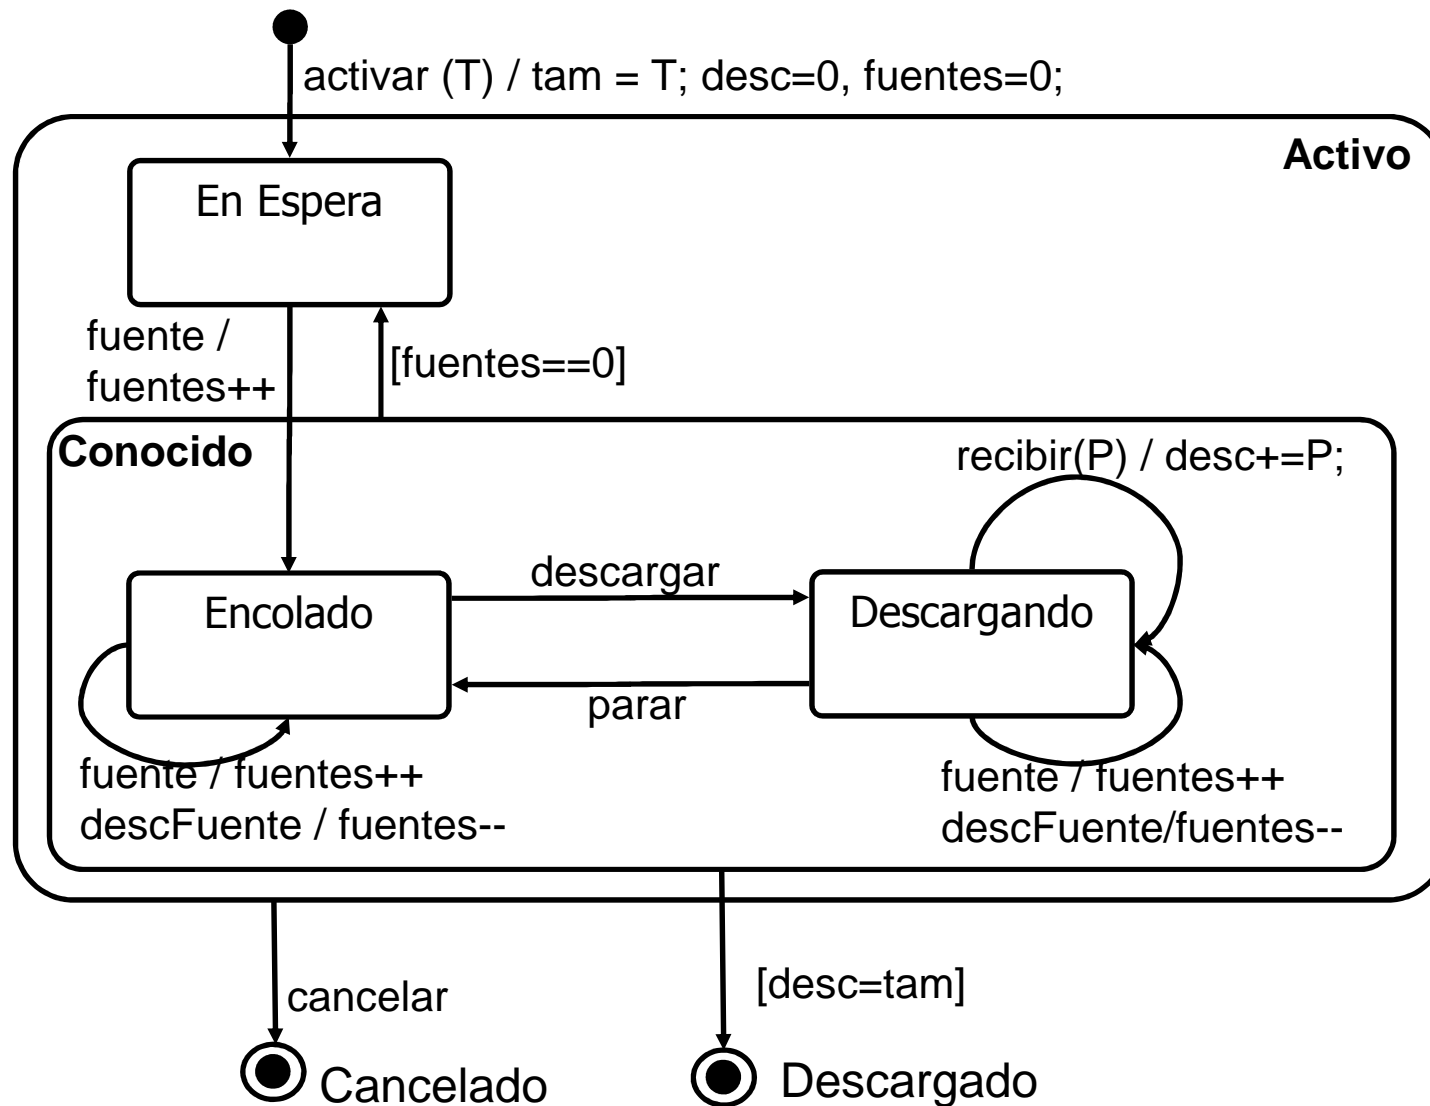 activar (T) / tam = T; desc=0, fuentes=0;
Activo
En Espera
fuente /
fuentes++
[fuentes==0]
Conocido
recibir(P) / desc+=P;
descargar
Encolado
Descargando
parar
fuente / fuentes++
descFuente / fuentes--
fuente / fuentes++
descFuente/fuentes--
cancelar
[desc=tam]
Cancelado
Descargado